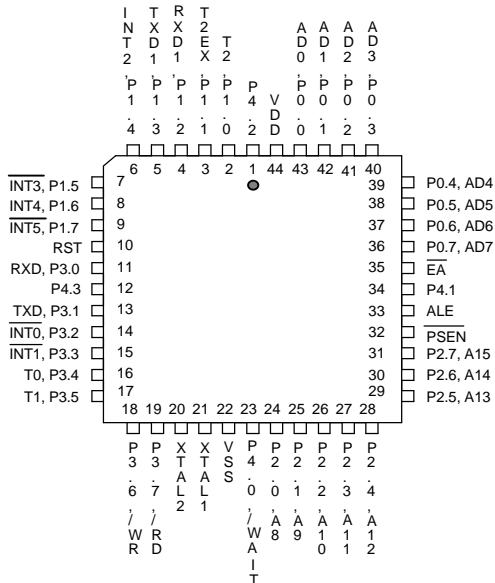 INT2,P1.4
TXD1,P1.3
RXD1,P1.2
T2EX,P1.1
T2,P1.0
P4.2
VDD
AD0,P0.0
AD1,P0.1
AD2,P0.2
AD3,P0.3
6 5 4 3 2 1 44 43 42 41 40
INT3, P1.5 7 39 P0.4, AD4
INT4, P1.6 8 38 P0.5, AD5
INT5, P1.7 9 37 P0.6, AD6
RST 10 36 P0.7, AD7
RXD, P3.0 11 35 EA
P4.3 12 34 P4.1
TXD, P3.1 13 33 ALE
INT0, P3.2 14 32 PSEN
INT1, P3.3 15 31 P2.7, A15
T0, P3.4 16 30 P2.6, A14
T1, P3.5 17 29 P2.5, A13
18 19 20 21 22 23 24 25 26 27 28
P3.6,/WR
P3.7,/RD
XTAL2
XTAL1
VSS
P4.0,/WAIT
P2.0,A8
P2.1,A9
P2.2,A10
P2.3,A11
P2.4,A12